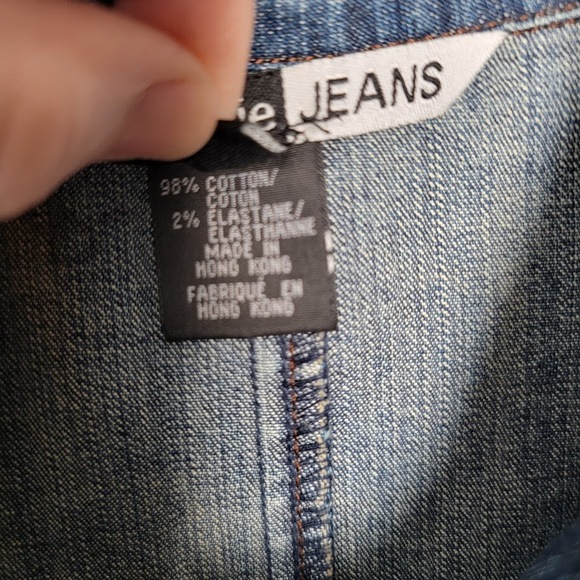 JEANS
98% COTTON/
COTON
2% ELASTANE/
ELASTHANNE
MADE IN
HONG KONG
FABRIQUÉ EN
HONG KONG